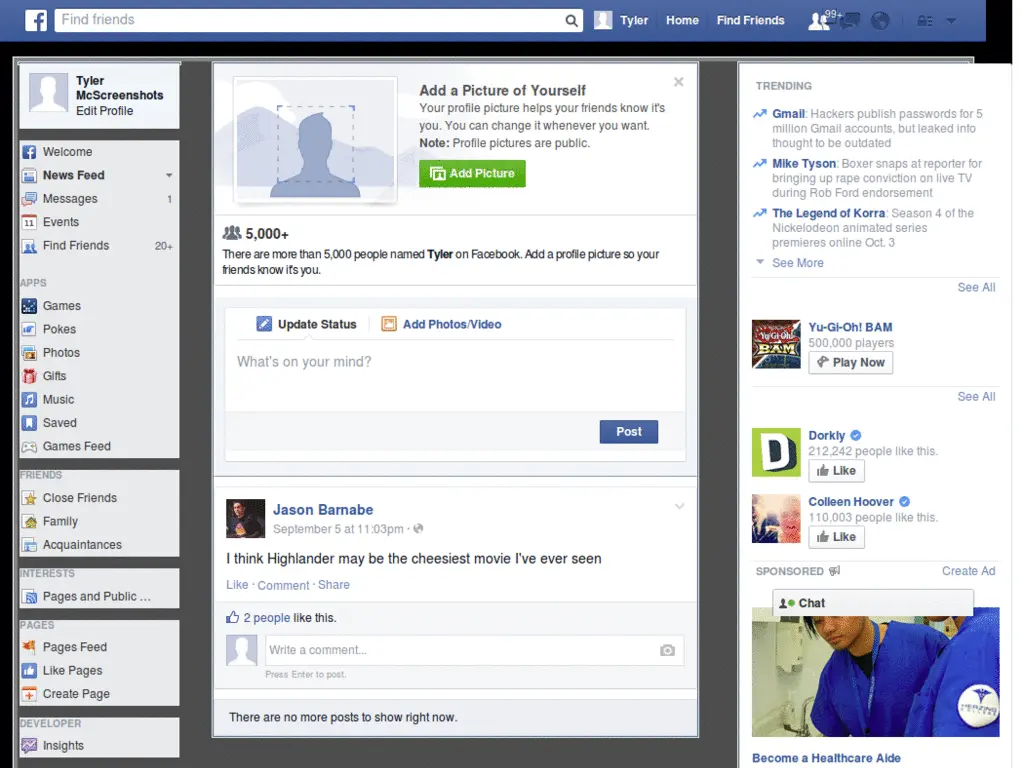 Find friends
Tyler
Home
Find Friends
99+
Tyler
McScreenshots
Edit Profile
Welcome
News Feed
Messages 1
11 Events
Find Friends 20+
APPS
Games
Pokes
Photos
Gifts
Music
Saved
Games Feed
FRIENDS
Close Friends
Family
Acquaintances
INTERESTS
Pages and Public ...
PAGES
Pages Feed
Like Pages
Create Page
DEVELOPER
Insights
Add a Picture of Yourself
Your profile picture helps your friends know it's
you. You can change it whenever you want.
Note: Profile pictures are public.
Add Picture
5,000+
There are more than 5,000 people named Tyler on Facebook. Add a profile picture so your
friends know it's you.
Update Status
Add Photos/Video
What's on your mind?
Post
Jason Barnabe
September 5 at 11:03pm ·
I think Highlander may be the cheesiest movie I've ever seen
Like · Comment · Share
2 people like this.
Write a comment...
Press Enter to post.
There are no more posts to show right now.
TRENDING
Gmail: Hackers publish passwords for 5
million Gmail accounts, but leaked info
thought to be outdated
Mike Tyson: Boxer snaps at reporter for
bringing up rape conviction on live TV
during Rob Ford endorsement
The Legend of Korra: Season 4 of the
Nickelodeon animated series
premieres online Oct. 3
See More
See All
Yu-Gi-Oh!
BAM
Yu-Gi-Oh! BAM
500,000 players
Play Now
See All
D
Dorkly
212,242 people like this.
Like
Colleen Hoover
110,003 people like this.
Like
SPONSORED
Create Ad
Chat
HERZING
COLLEGE
Become a Healthcare Aide